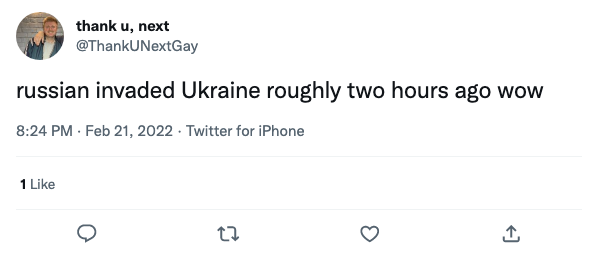 thank u, next
@ThankUNextGay
russian invaded Ukraine roughly two hours ago wow
8:24 PM · Feb 21, 2022 · Twitter for iPhone
1 Like